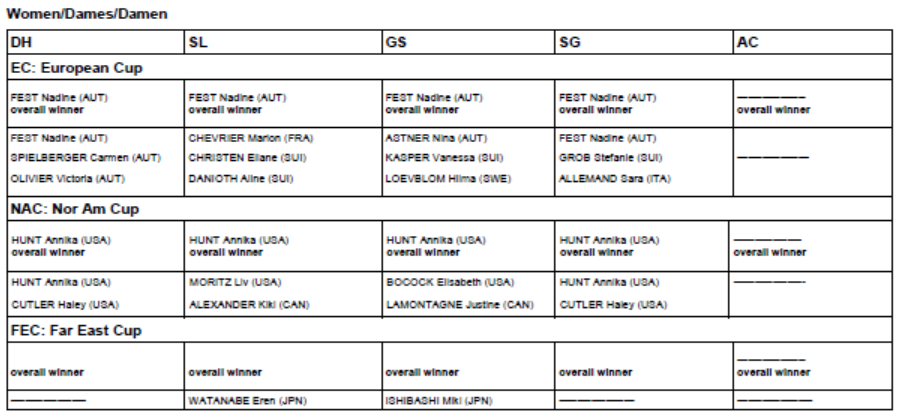 Women/Dames/Damen
DH SL GS SG AC
EC: European Cup
FEST Nadine (AUT) FEST Nadine (AUT) FEST Nadine (AUT) FEST Nadine (AUT) ——————
overall winner overall winner overall winner overall winner overall winner
FEST Nadine (AUT) CHEVRIER Marion (FRA) ASTNER Nina (AUT) FEST Nadine (AUT)
SPIELBERGER Carmen (AUT) CHRISTEN Eliane (SUI) KASPER Vanessa (SUI) GROB Stefanie (SUI) ——————
OLIVIER Victoria (AUT) DANIOTH Aline (SUI) LOEVBLOM Hilma (SWE) ALLEMAND Sara (ITA)
NAC: Nor Am Cup
HUNT Annika (USA) HUNT Annika (USA) HUNT Annika (USA) HUNT Annika (USA) ——————
overall winner overall winner overall winner overall winner overall winner
HUNT Annika (USA) MORITZ Liv (USA) BOCOCK Elisabeth (USA) HUNT Annika (USA) ——————-
CUTLER Haley (USA) ALEXANDER Kiki (CAN) LAMONTAGNE Justine (CAN) CUTLER Haley (USA)
FEC: Far East Cup
——————
overall winner overall winner overall winner overall winner overall winner
—————— WATANABE Eren (JPN) ISHIBASHI Miki (JPN) —————— ——————